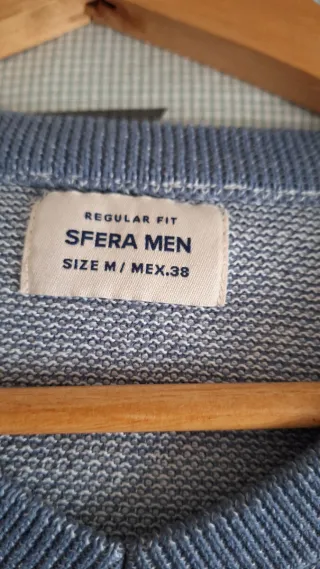 REGULAR FIT
SFERA MEN
SIZE M / MEX.38